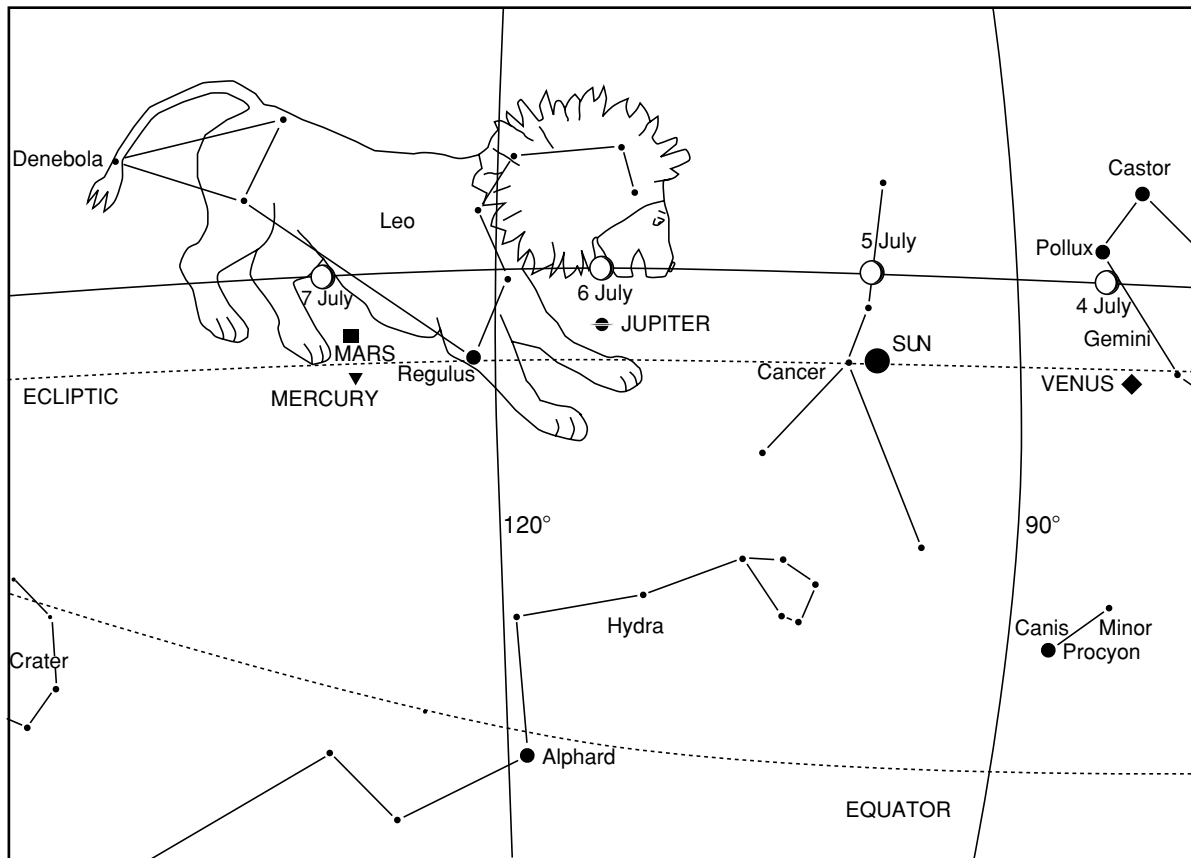 Denebola
Castor
Leo
5 July
Pollux
7 July
6 July
4 July
JUPITER
Gemini
MARS
SUN
Regulus
Cancer
ECLIPTIC
MERCURY
VENUS
120°
90°
Hydra
Canis Minor
Procyon
Crater
Alphard
EQUATOR